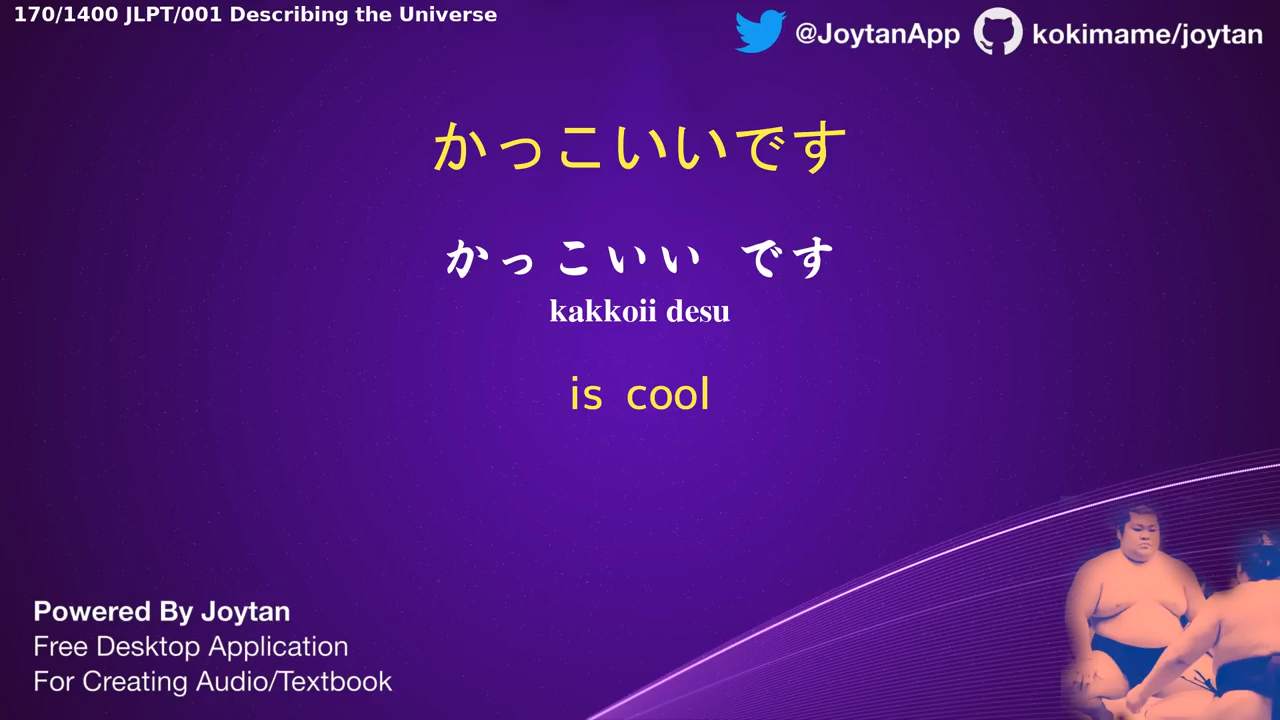 170/1400 JLPT/001 Describing the Universe
@JoytanApp kokimame/joytan
かっこいいです
かっこいい です
kakkoii desu
is cool
Powered By Joytan
Free Desktop Application
For Creating Audio/Textbook